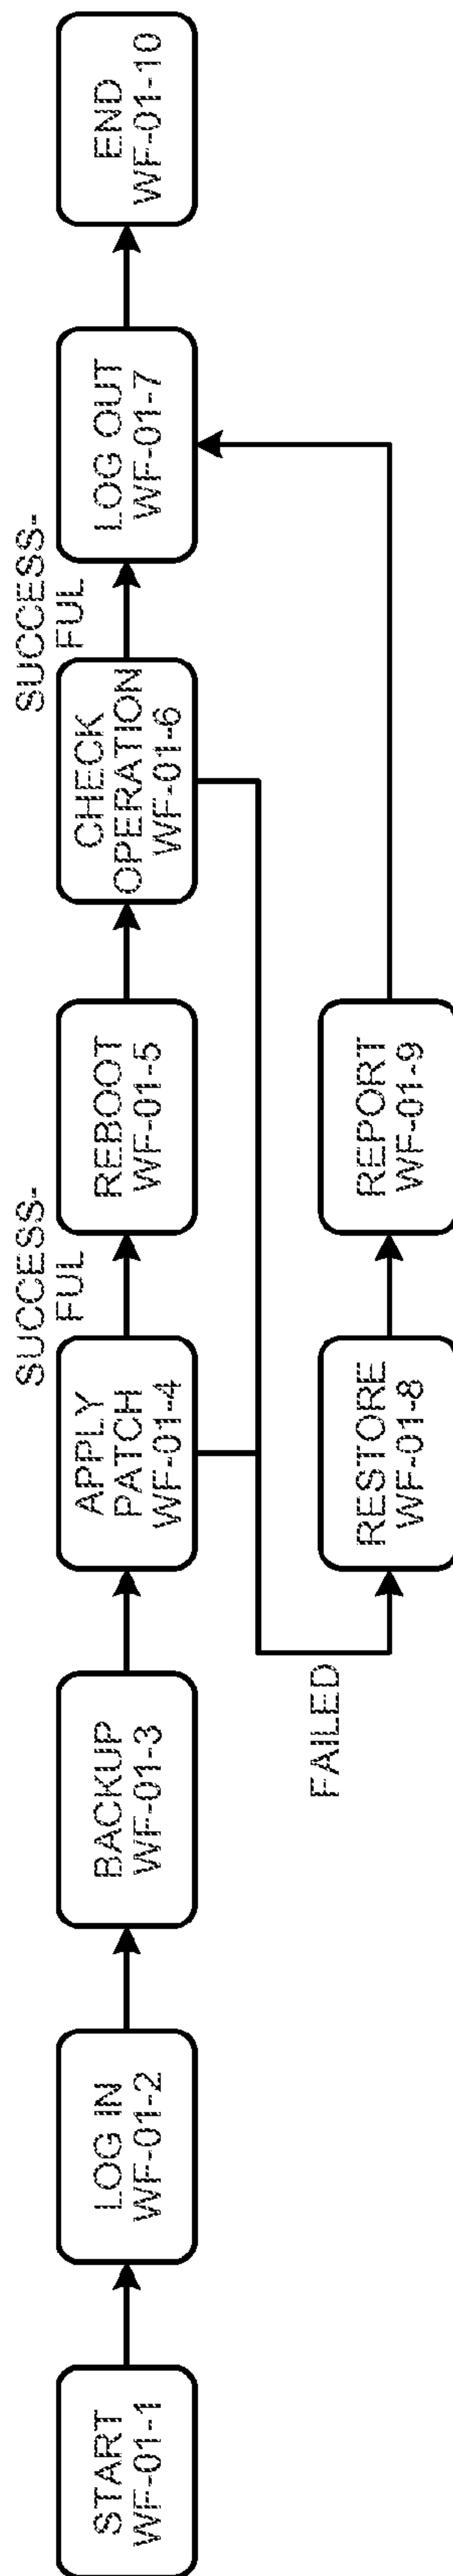 START
WF-01-1
LOG IN
WF-01-2
BACKUP
WF-01-3
APPLY
PATCH
WF-01-4
SUCCESS-
FUL
REBOOT
WF-01-5
CHECK
OPERATION
WF-01-6
SUCCESS-
FUL
LOG OUT
WF-01-7
END
WF-01-10
FAILED
RESTORE
WF-01-8
REPORT
WF-01-9